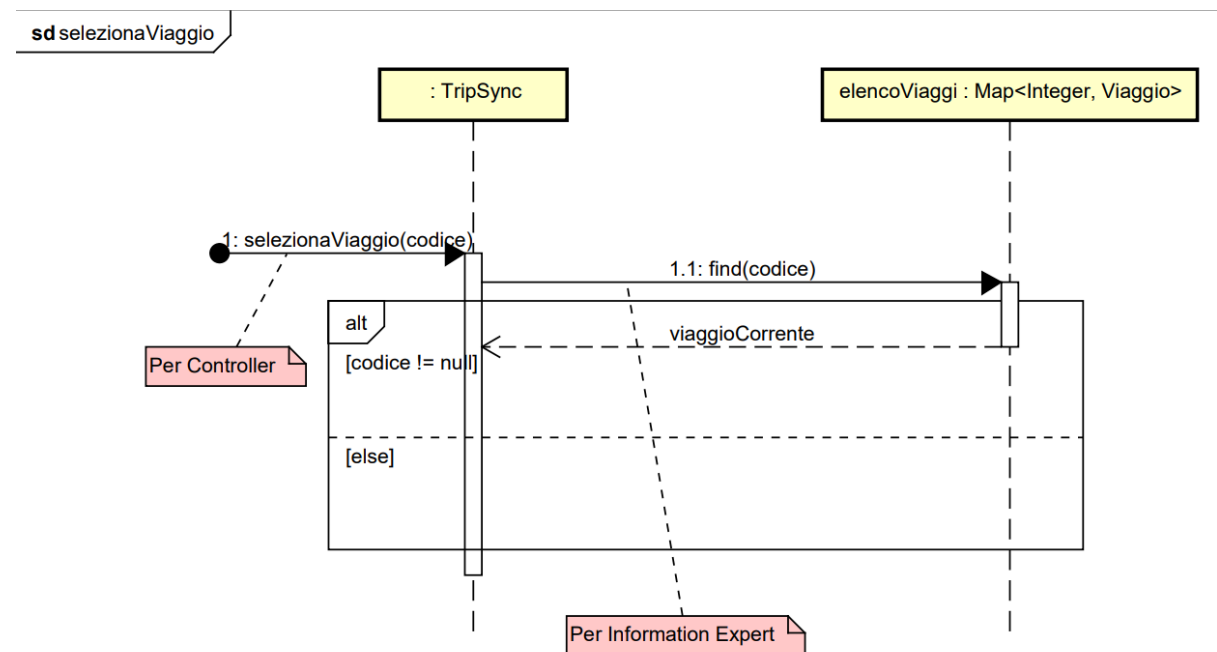 sd selezionaViaggio
: TripSync
elencoViaggi : Map<Integer, Viaggio>
1: selezionaViaggio(codice)
1.1: find(codice)
alt
viaggioCorrente
[codice != null]
Per Controller
[else]
Per Information Expert